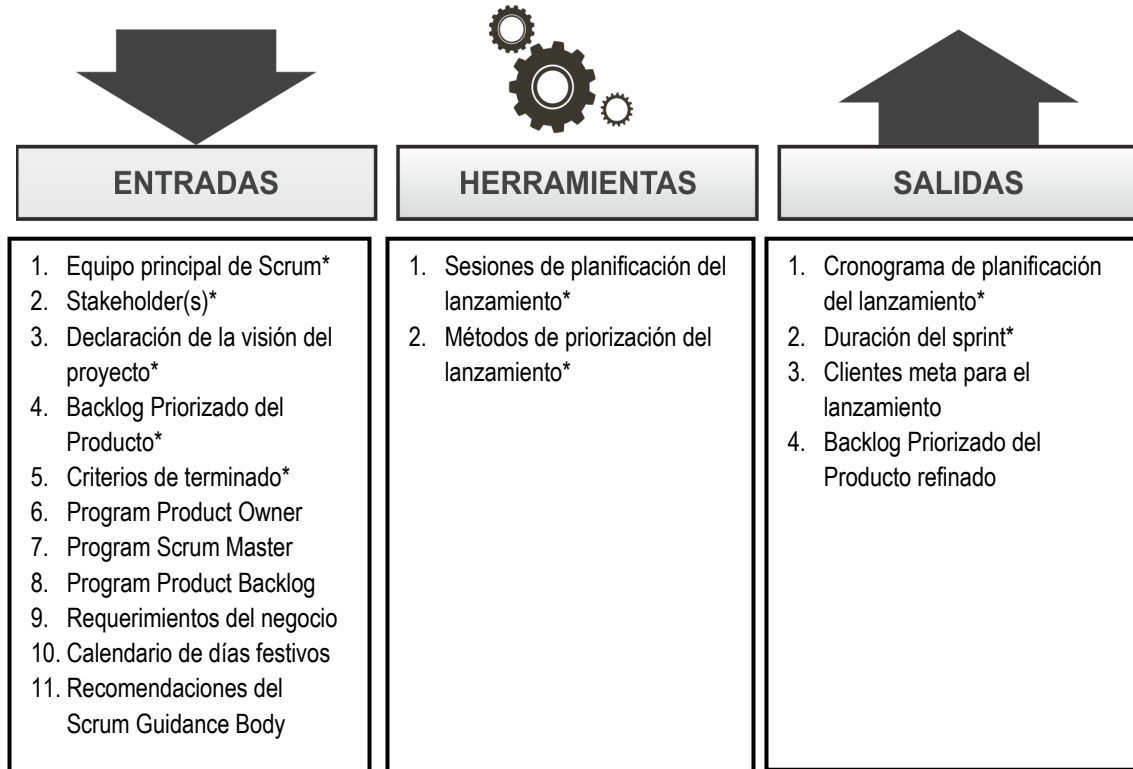 ENTRADAS
1. Equipo principal de Scrum*
2. Stakeholder(s)*
3. Declaración de la visión del
proyecto*
4. Backlog Priorizado del
Producto*
5. Criterios de terminado*
6. Program Product Owner
7. Program Scrum Master
8. Program Product Backlog
9. Requerimientos del negocio
10. Calendario de días festivos
11. Recomendaciones del
Scrum Guidance Body
HERRAMIENTAS
1. Sesiones de planificación del
lanzamiento*
2. Métodos de priorización del
lanzamiento*
SALIDAS
1. Cronograma de planificación
del lanzamiento*
2. Duración del sprint*
3. Clientes meta para el
lanzamiento
4. Backlog Priorizado del
Producto refinado